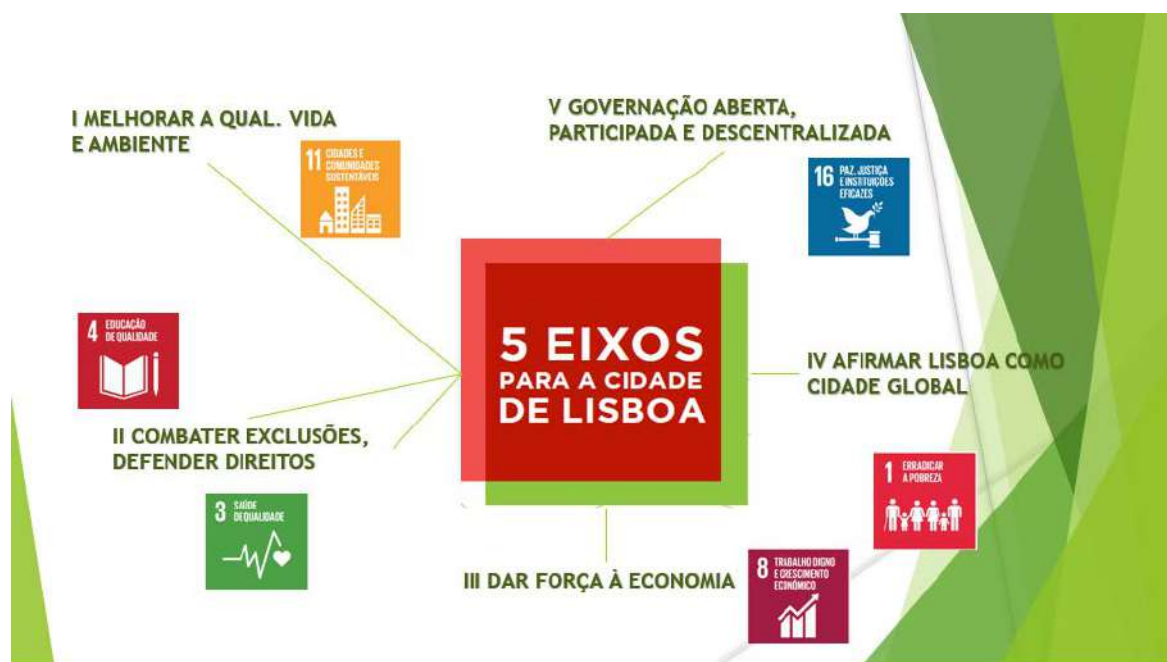 I MELHORAR A QUAL. VIDA
E AMBIENTE
11 CIDADES E
COMUNIDADES
SUSTENTÁVEIS
V GOVERNAÇÃO ABERTA,
PARTICIPADA E DESCENTRALIZADA
16 PAZ, JUSTIÇA
E INSTITUIÇÕES
EFICAZES
4 EDUCAÇÃO
DE QUALIDADE
5 EIXOS
PARA A CIDADE
DE LISBOA
IV AFIRMAR LISBOA COMO
CIDADE GLOBAL
II COMBATER EXCLUSÕES,
DEFENDER DIREITOS
1 ERRADICAR
A POBREZA
3 SAÚDE
DE QUALIDADE
III DAR FORÇA À ECONOMIA
8 TRABALHO DIGNO
E CRESCIMENTO
ECONÓMICO